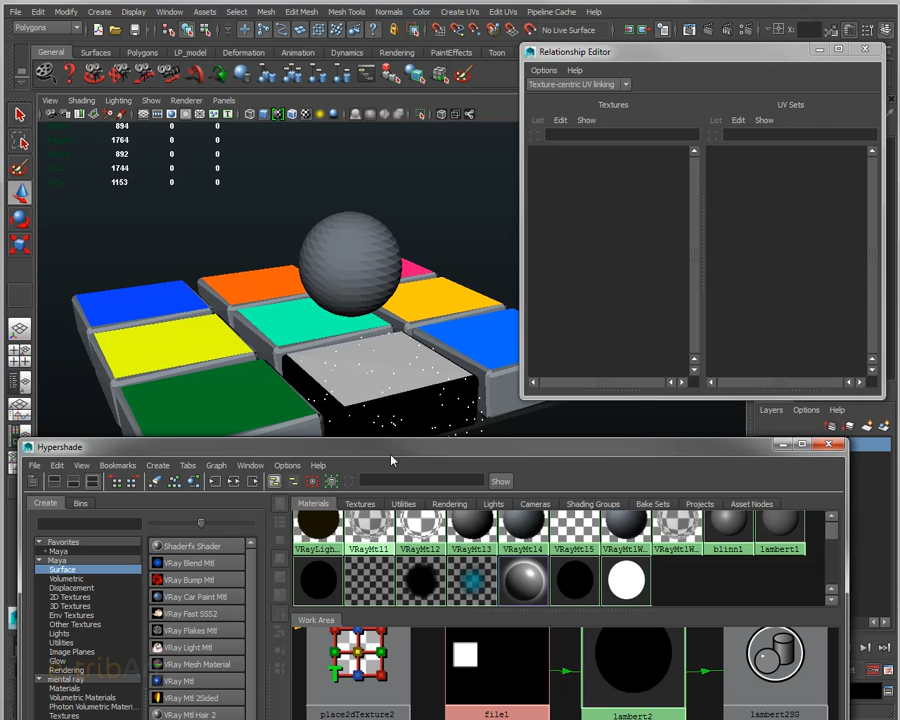 File Edit Modify Create Display Window Assets Select Mesh Edit Mesh Mesh Tools Normals Color Create UVs Edit UVs Muscle Pipeline Cache Help
Polygons No Live Surface X:
General Surfaces Polygons LP_model Deformation Animation Dynamics Rendering PaintEffects Toon
Relationship Editor
Options Help
Texture-centric UV linking
Textures UV Sets
List Edit Show List Edit Show
View Shading Lighting Show Renderer Panels
894 0 0
1764 0 0
892 0 0
1744 0 0
1153 0 0
Layers Options Help
Hypershade
File Edit View Bookmarks Create Tabs Graph Window Options Help
Show
Create Bins
Materials Textures Utilities Rendering Lights Cameras Shading Groups Bake Sets Projects Asset Nodes
VRayLigh... VRayMtl1 VRayMtl2 VRayMtl3 VRayMtl4 VRayMtl5 VRayMtlW... VRayMtlW... blinn1 lambert1
Favorites
+ Maya
Maya
Surface
Volumetric
Displacement
2D Textures
3D Textures
Env Textures
Other Textures
Lights
Utilities
Image Planes
Glow
Rendering
mental ray
Materials
Volumetric Materials
Photon Volumetric Materi...
Textures
Shaderfx Shader
VRay Blend Mtl
VRay Bump Mtl
VRay Car Paint Mtl
VRay Fast SSS2
VRay Flakes Mtl
VRay Light Mtl
VRay Mesh Material
VRay Mtl
VRay Mtl 2Sided
VRay Mtl Hair 2
Work Area
place2dTexture2 file1 lambert2 lambert2SG